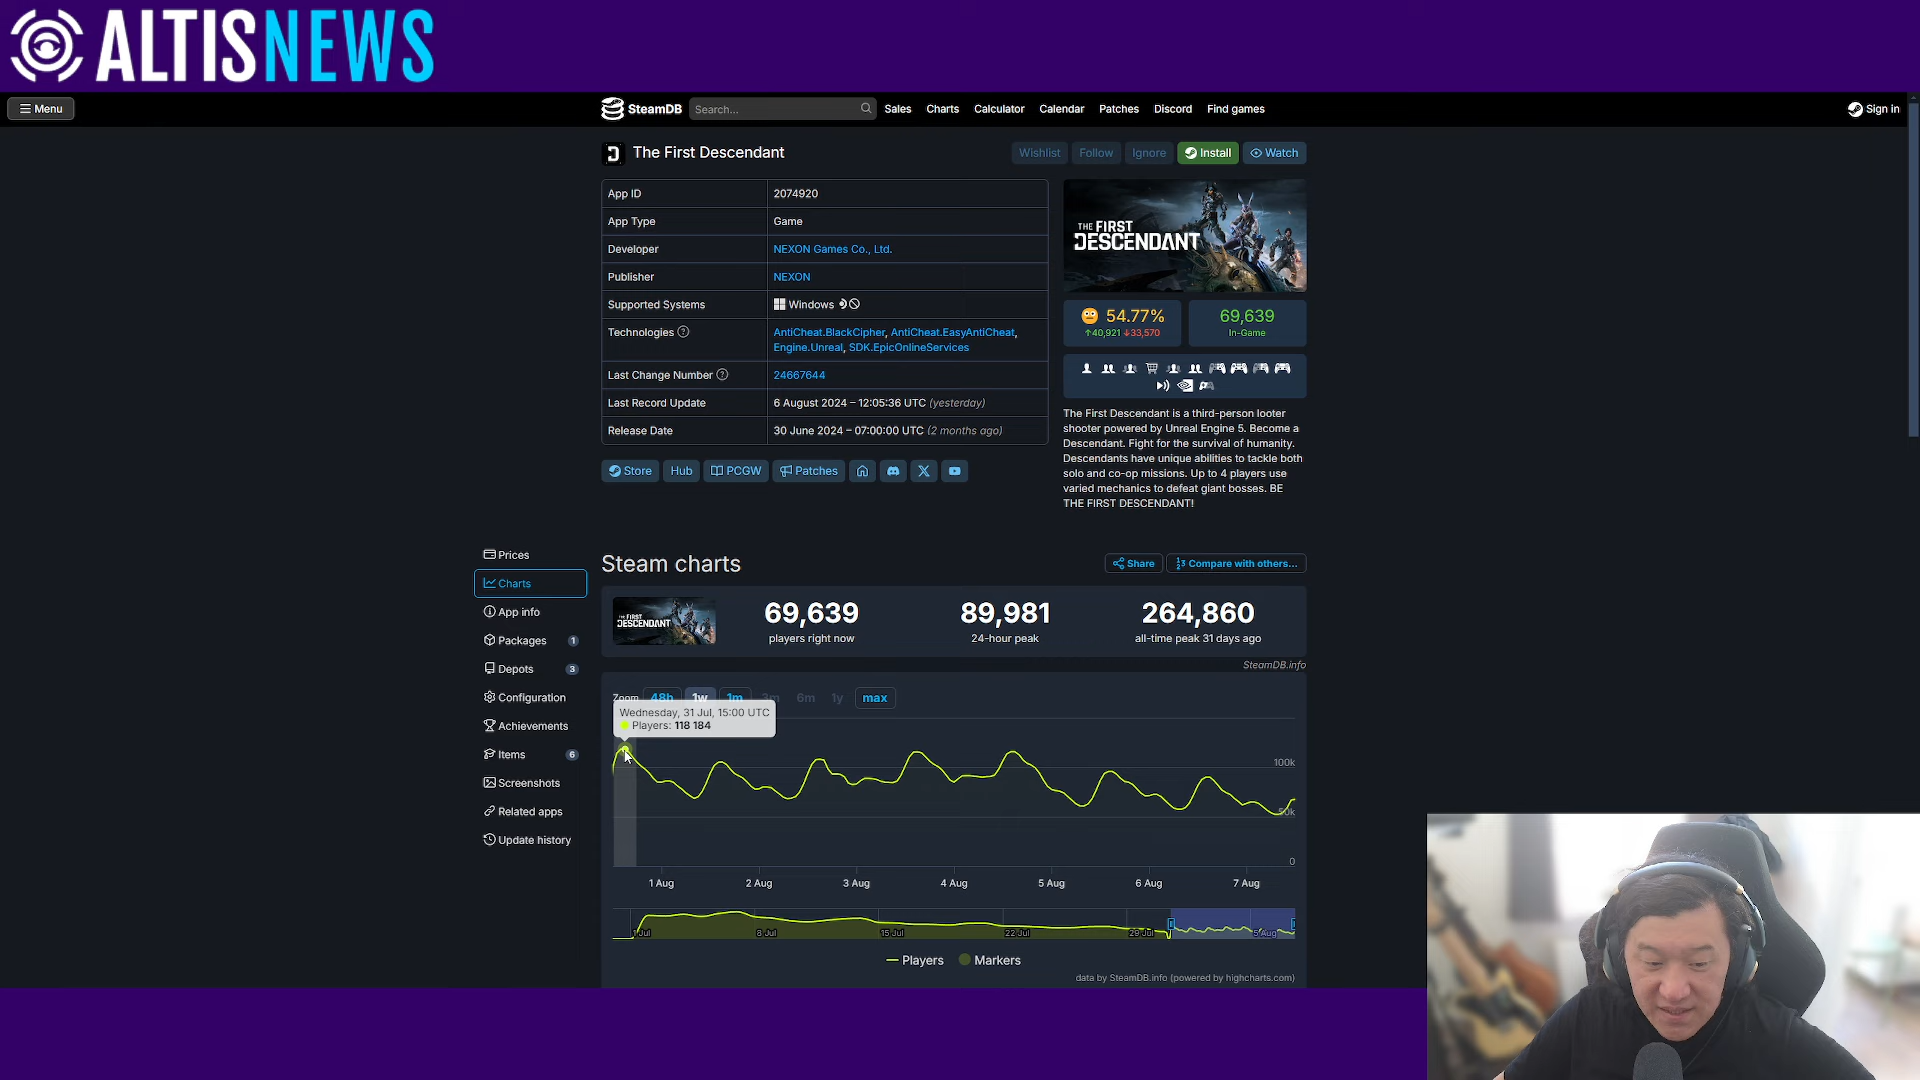 ALTISNEWS
Menu
SteamDB
Search...
Sales
Charts
Calculator
Calendar
Patches
Discord
Find games
Sign in
The First Descendant
Wishlist
Follow
Ignore
Install
Watch
App ID 2074920
App Type Game
Developer NEXON Games Co., Ltd.
Publisher NEXON
Supported Systems Windows
Technologies AntiCheat.BlackCipher, AntiCheat.EasyAntiCheat,
Engine.Unreal, SDK.EpicOnlineServices
Last Change Number 24667644
Last Record Update 6 August 2024 – 12:05:36 UTC (yesterday)
Release Date 30 June 2024 – 07:00:00 UTC (2 months ago)
Store
Hub
PCGW
Patches
THE FIRST
DESCENDANT
54.77%
↑40,921 ↓33,570
69,639
In-Game
The First Descendant is a third-person looter
shooter powered by Unreal Engine 5. Become a
Descendant. Fight for the survival of humanity.
Descendants have unique abilities to tackle both
solo and co-op missions. Up to 4 players use
varied mechanics to defeat giant bosses. BE
THE FIRST DESCENDANT!
Prices
Charts
App info
Packages 1
Depots 3
Configuration
Achievements
Items 6
Screenshots
Related apps
Update history
Steam charts
Share
Compare with others...
THE FIRST
DESCENDANT
69,639
players right now
89,981
24-hour peak
264,860
all-time peak 31 days ago
SteamDB.info
Zoom 48h 1w 1m 3m 6m 1y max
Wednesday, 31 Jul, 15:00 UTC
Players: 118 184
100k
50k
0
1 Aug 2 Aug 3 Aug 4 Aug 5 Aug 6 Aug 7 Aug
1 Jul 8 Jul 15 Jul 22 Jul 29 Jul 5 Aug
Players Markers
data by SteamDB.info (powered by highcharts.com)